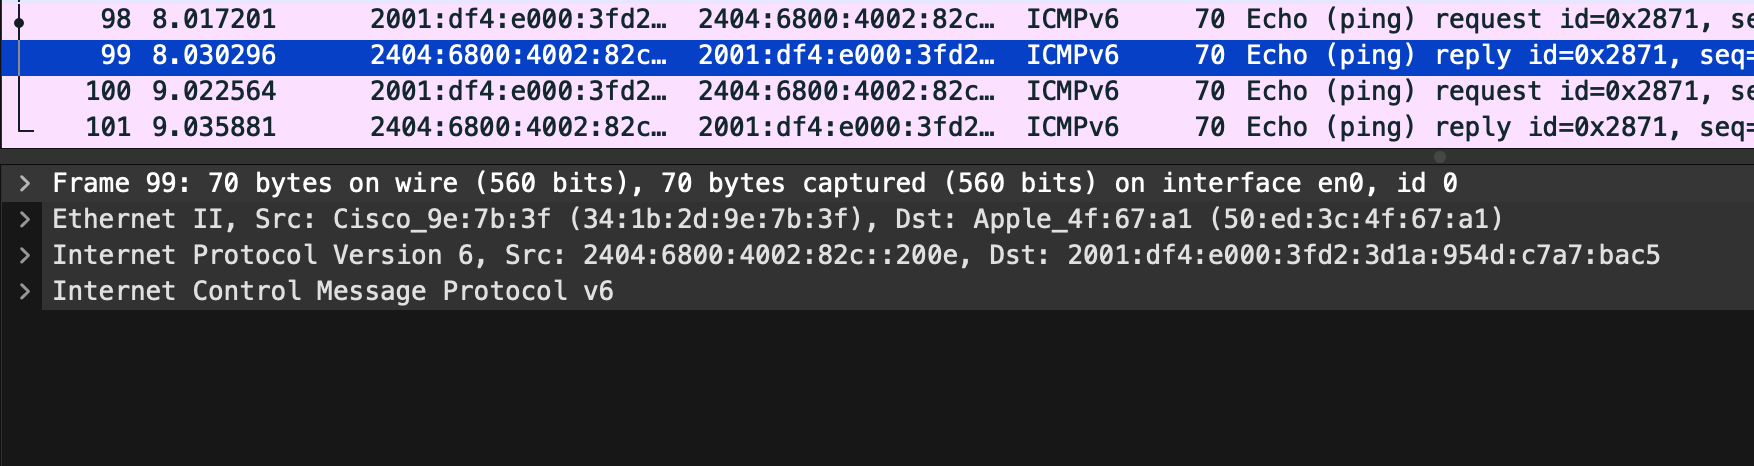 98 8.017201 2001:df4:e000:3fd2… 2404:6800:4002:82c… ICMPv6 70 Echo (ping) request id=0x2871, se
99 8.030296 2404:6800:4002:82c… 2001:df4:e000:3fd2… ICMPv6 70 Echo (ping) reply id=0x2871, seq=
100 9.022564 2001:df4:e000:3fd2… 2404:6800:4002:82c… ICMPv6 70 Echo (ping) request id=0x2871, se
101 9.035881 2404:6800:4002:82c… 2001:df4:e000:3fd2… ICMPv6 70 Echo (ping) reply id=0x2871, seq=
Frame 99: 70 bytes on wire (560 bits), 70 bytes captured (560 bits) on interface en0, id 0
Ethernet II, Src: Cisco_9e:7b:3f (34:1b:2d:9e:7b:3f), Dst: Apple_4f:67:a1 (50:ed:3c:4f:67:a1)
Internet Protocol Version 6, Src: 2404:6800:4002:82c::200e, Dst: 2001:df4:e000:3fd2:3d1a:954d:c7a7:bac5
Internet Control Message Protocol v6